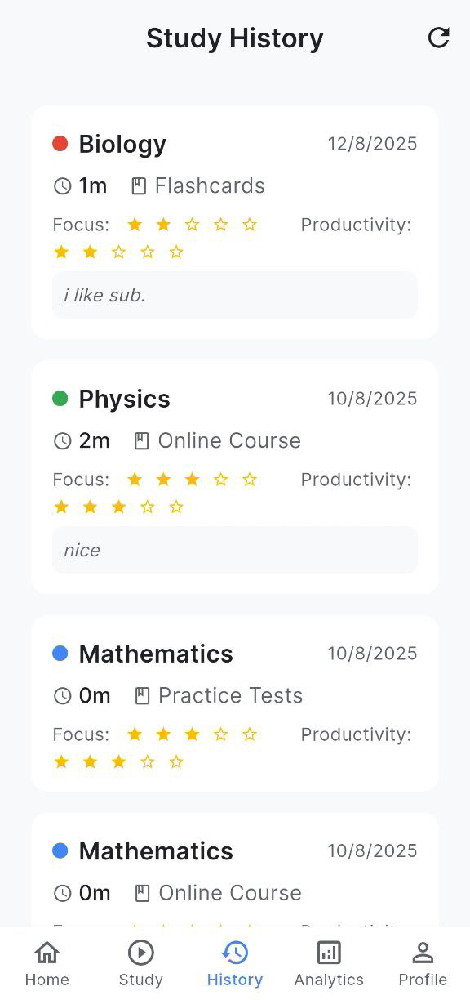 Study History
Biology 12/8/2025
1m Flashcards
Focus: Productivity:
i like sub.
Physics 10/8/2025
2m Online Course
Focus: Productivity:
nice
Mathematics 10/8/2025
0m Practice Tests
Focus: Productivity:
Mathematics 10/8/2025
0m Online Course
Home Study History Analytics Profile